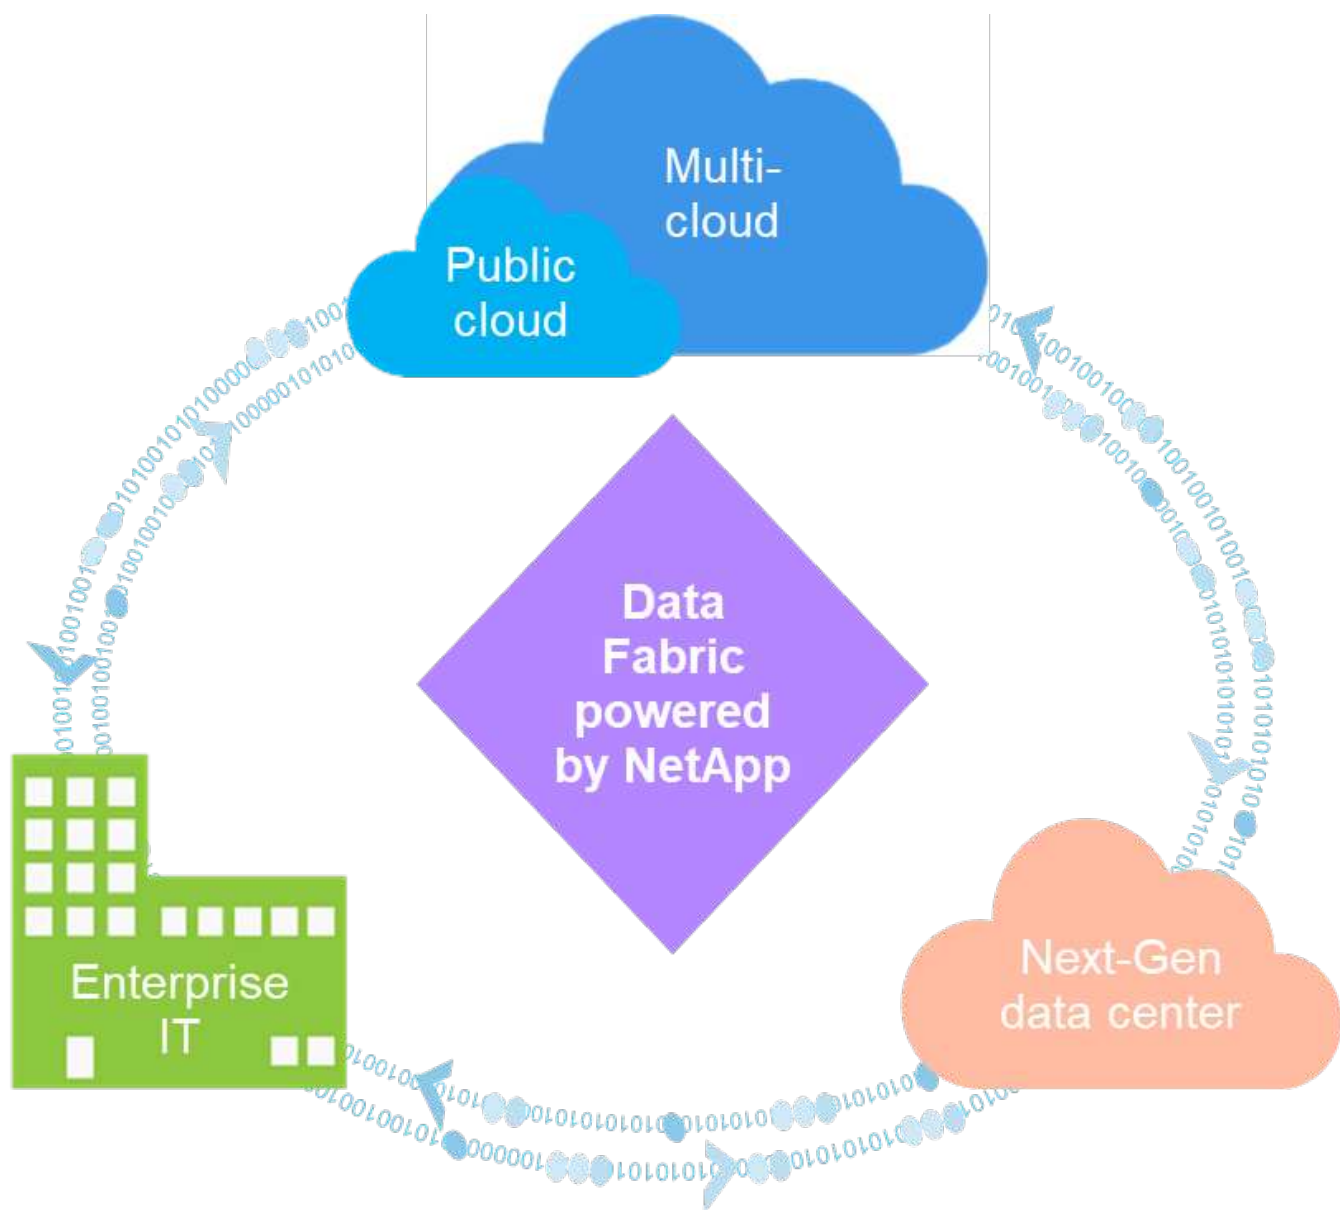 Multi-
cloud
Public
cloud
Data
Fabric
powered
by NetApp
Enterprise
IT
Next-Gen
data center